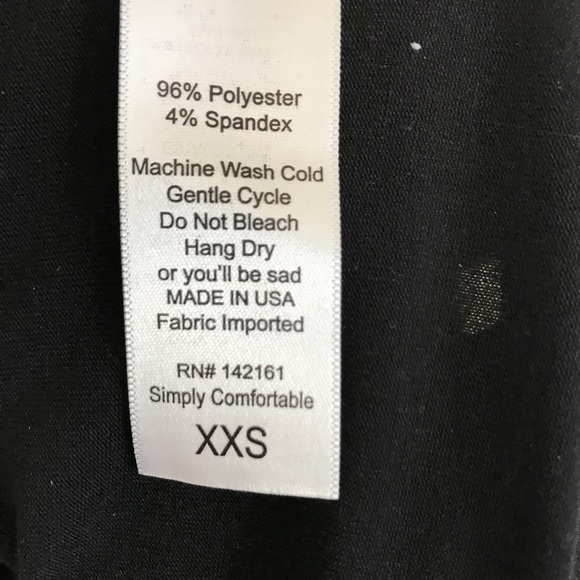 96% Polyester
4% Spandex
Machine Wash Cold
Gentle Cycle
Do Not Bleach
Hang Dry
or you'll be sad
MADE IN USA
Fabric Imported
RN# 142161
Simply Comfortable
XXS